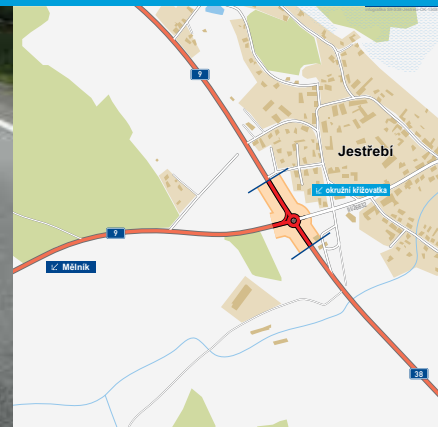 9
Jestřebí
↙ okružní křižovatka
9
↙ Mělník
38